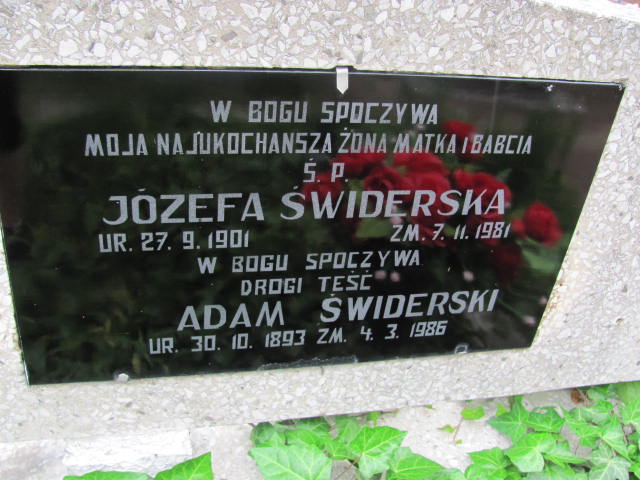 W BOGU SPOCZYWA
MOJA NAJUKOCHANSZA ŻONA MATKA I BABCIA
Ś. P.
JÓZEFA ŚWIDERSKA
UR. 27. 9. 1901 ZM. 7. 11. 1981
W BOGU SPOCZYWA
DROGI TEŚĆ
ADAM ŚWIDERSKI
UR. 30. 10. 1893 ZM. 4. 3. 1986